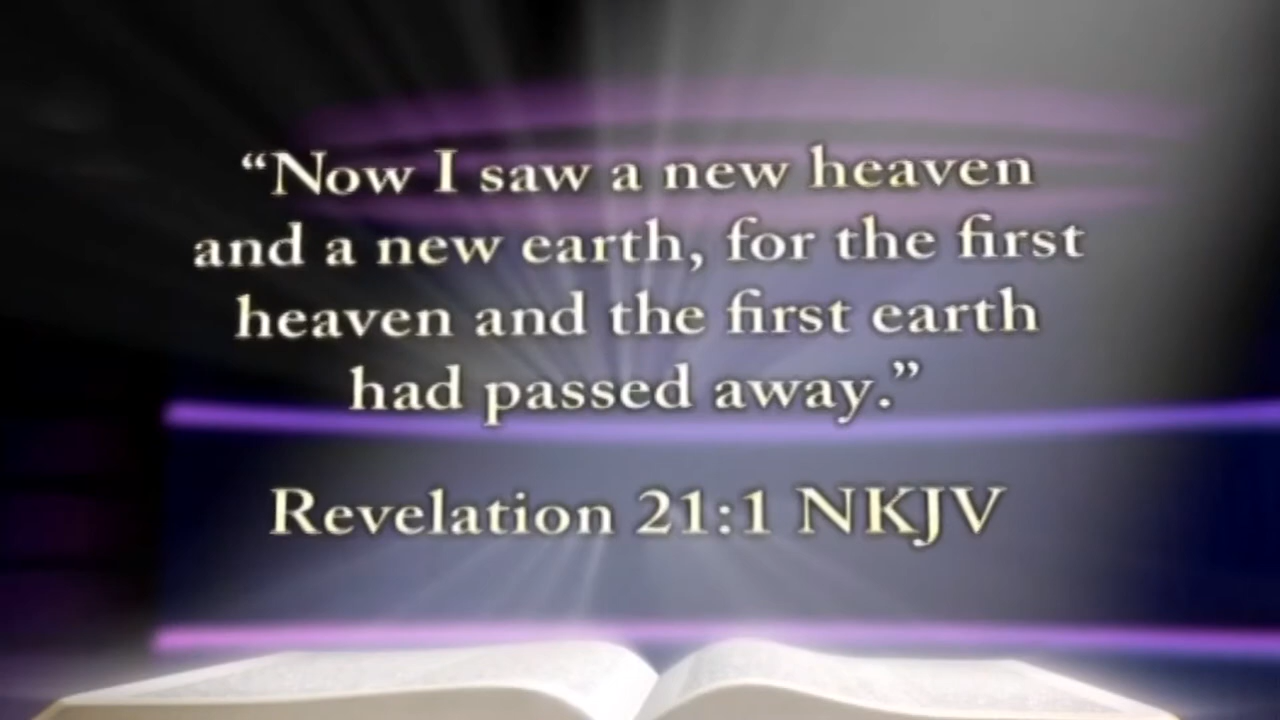 “Now I saw a new heaven
and a new earth, for the first
heaven and the first earth
had passed away.”
Revelation 21:1 NKJV